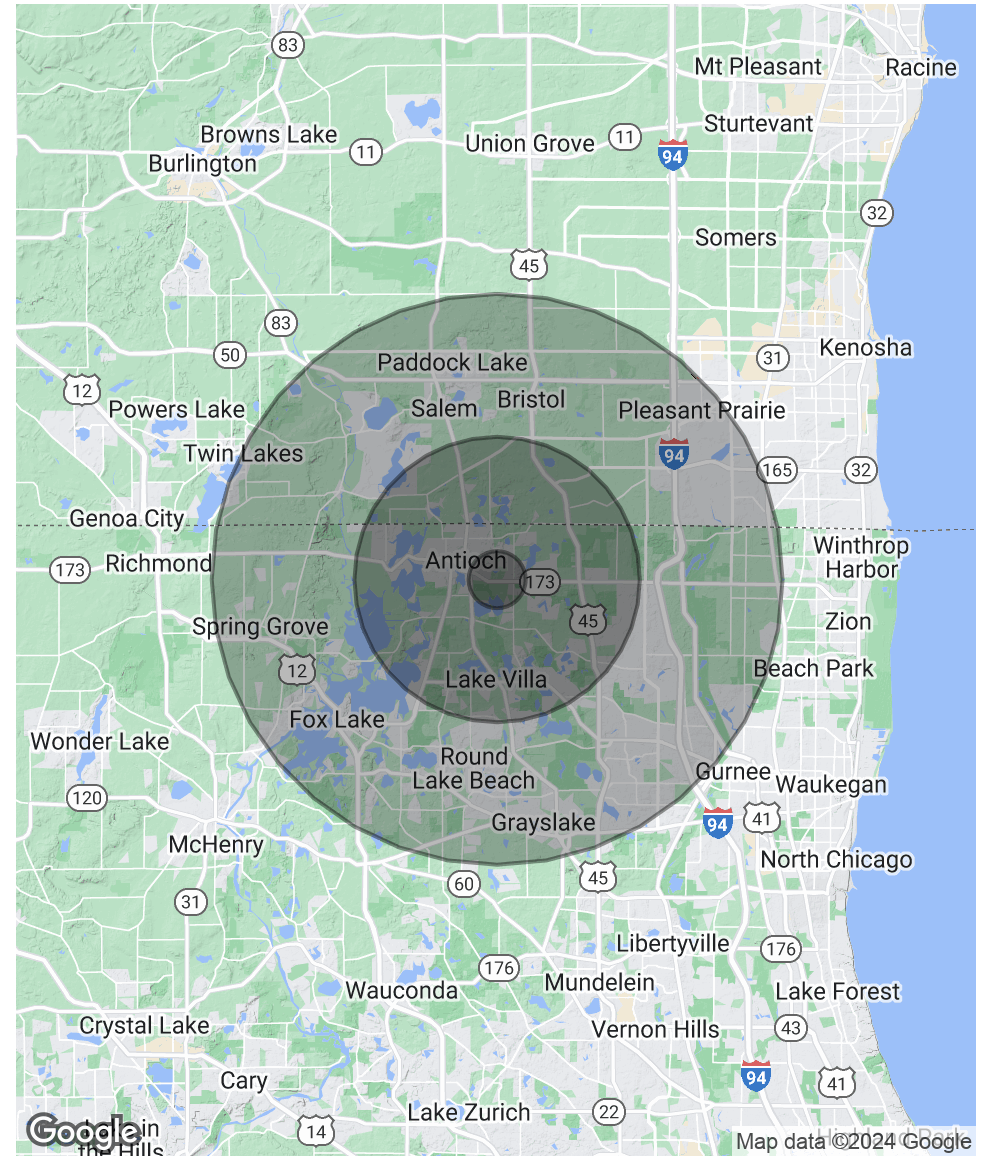 83
Mt Pleasant
Racine
Sturtevant
Browns Lake
11
Union Grove
11
Burlington
94
32
Somers
45
83
50
Paddock Lake
31
Kenosha
12
Powers Lake
Salem
Bristol
Pleasant Prairie
Twin Lakes
94
165
32
Genoa City
Winthrop
Harbor
173
Richmond
Antioch
173
45
Zion
Spring Grove
12
Lake Villa
Beach Park
Fox Lake
Wonder Lake
Round
Lake Beach
Gurnee
Waukegan
120
Grayslake
94
41
McHenry
North Chicago
60
45
31
Libertyville
176
176
Mundelein
Wauconda
Lake Forest
Crystal Lake
Vernon Hills
43
Cary
94
41
Lake Zurich
22
14
Google
in
the Hills
Map data ©2024 Google